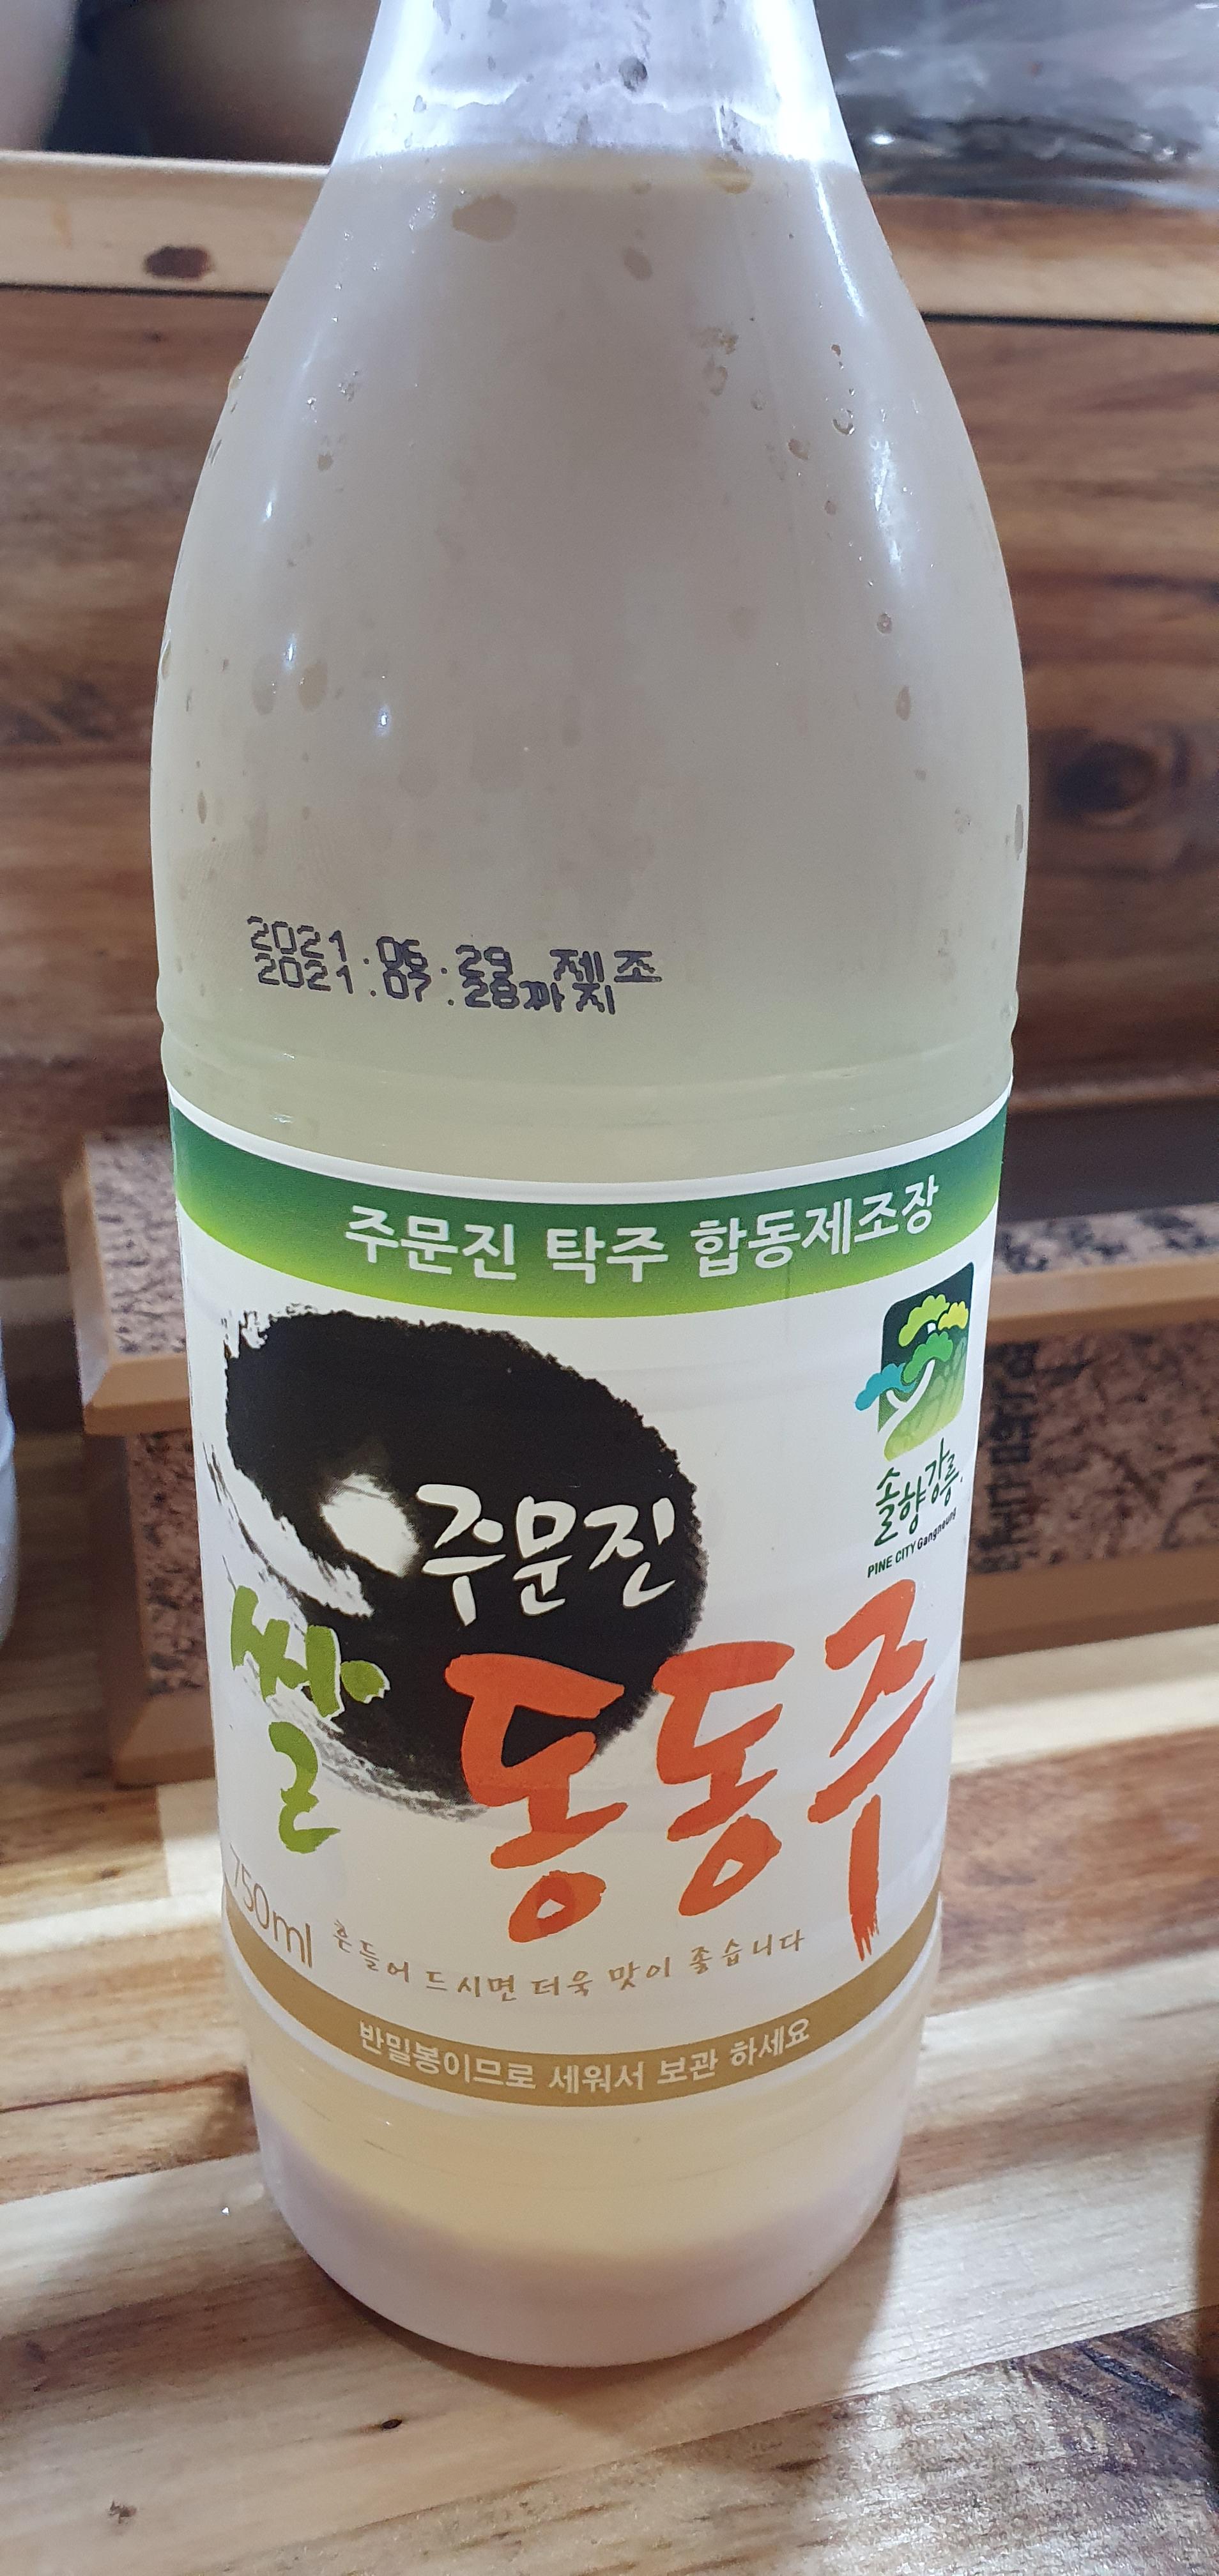 2021.06.29 제조
2021.07.28까지
주문진 탁주 합동제조장
솔향강릉
PINE CITY Gangneung
주문진
쌀 동동주
750ml
흔들어 드시면 더욱 맛이 좋습니다
반밀봉이므로 세워서 보관 하세요